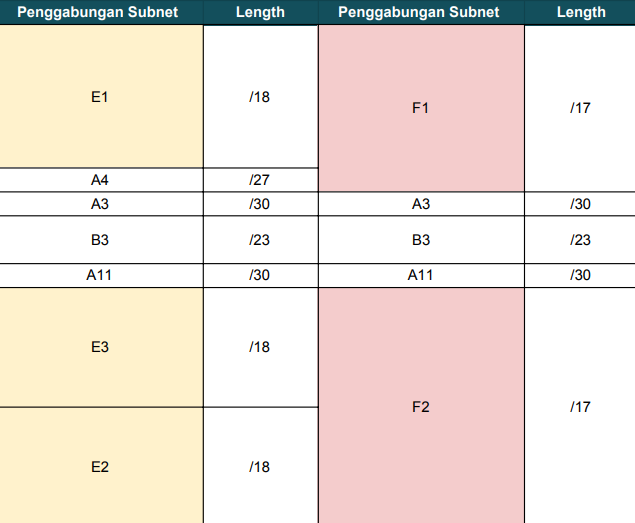 Penggabungan Subnet Length Penggabungan Subnet Length
E1 /18 F1 /17
A4 /27
A3 /30 A3 /30
B3 /23 B3 /23
A11 /30 A11 /30
E3 /18 F2 /17
E2 /18